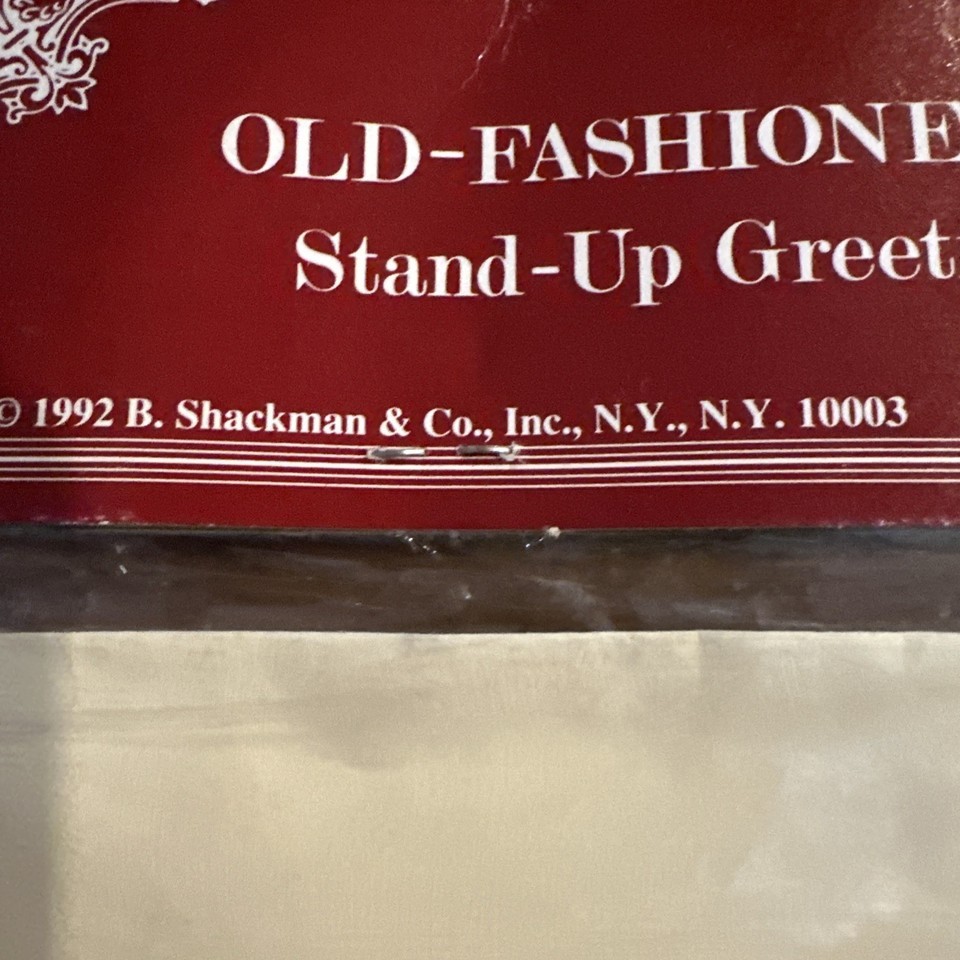 OLD-FASHIONE
Stand-Up Greet
© 1992 B. Shackman & Co., Inc., N.Y., N.Y. 10003